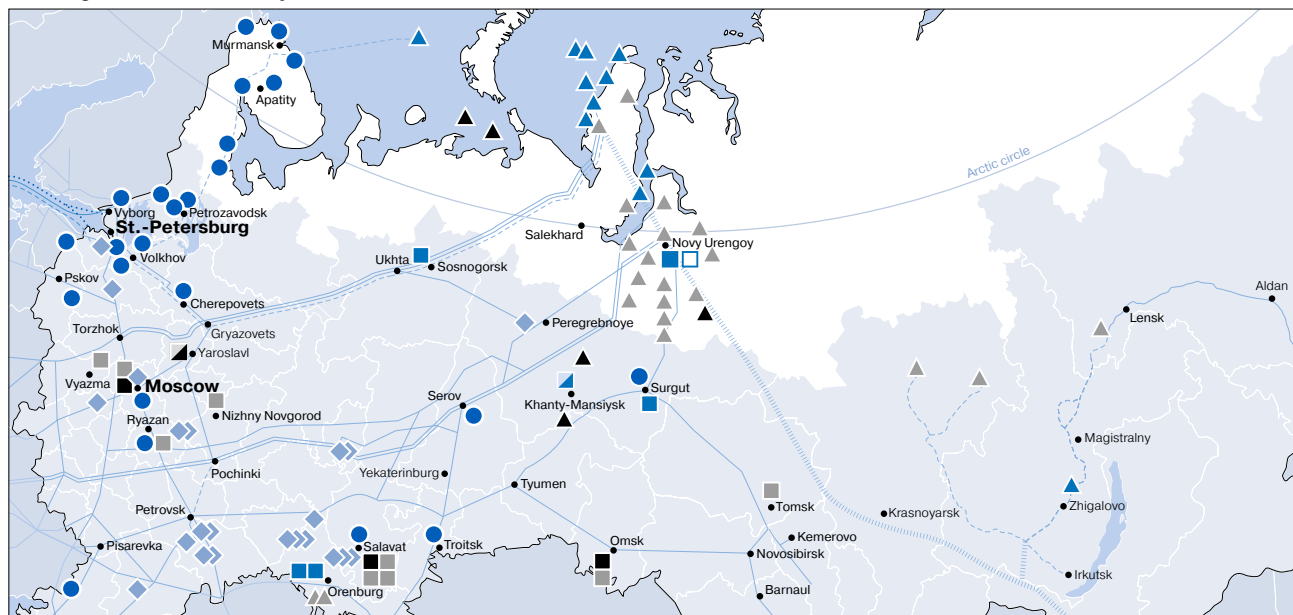 Murmansk
Apatity
Arctic circle
Vyborg
Petrozavodsk
St.-Petersburg
Salekhard
Novy Urengoy
Volkhov
Ukhta
Sosnogorsk
Pskov
Aldan
Cherepovets
Lensk
Torzhok
Gryazovets
Peregrebnoye
Yaroslavl
Vyazma
Moscow
Surgut
Khanty-Mansiysk
Serov
Nizhny Novgorod
Ryazan
Magistralny
Pochinki
Yekaterinburg
Tyumen
Tomsk
Zhigalovo
Krasnoyarsk
Petrovsk
Kemerovo
Pisarevka
Salavat
Troitsk
Omsk
Novosibirsk
Irkutsk
Orenburg
Barnaul